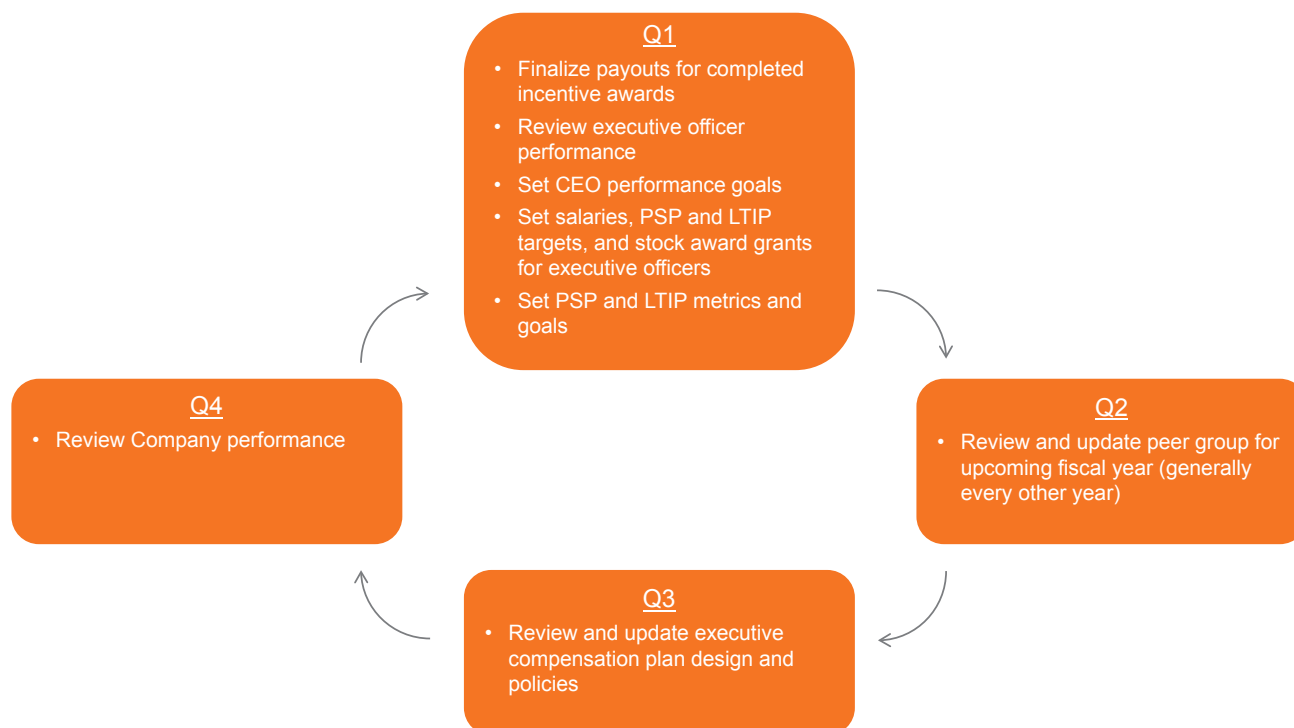 Q1
• Finalize payouts for completed
incentive awards
• Review executive officer
performance
• Set CEO performance goals
• Set salaries, PSP and LTIP
targets, and stock award grants
for executive officers
• Set PSP and LTIP metrics and
goals
Q2
• Review and update peer group for
upcoming fiscal year (generally
every other year)
Q3
• Review and update executive
compensation plan design and
policies
Q4
• Review Company performance